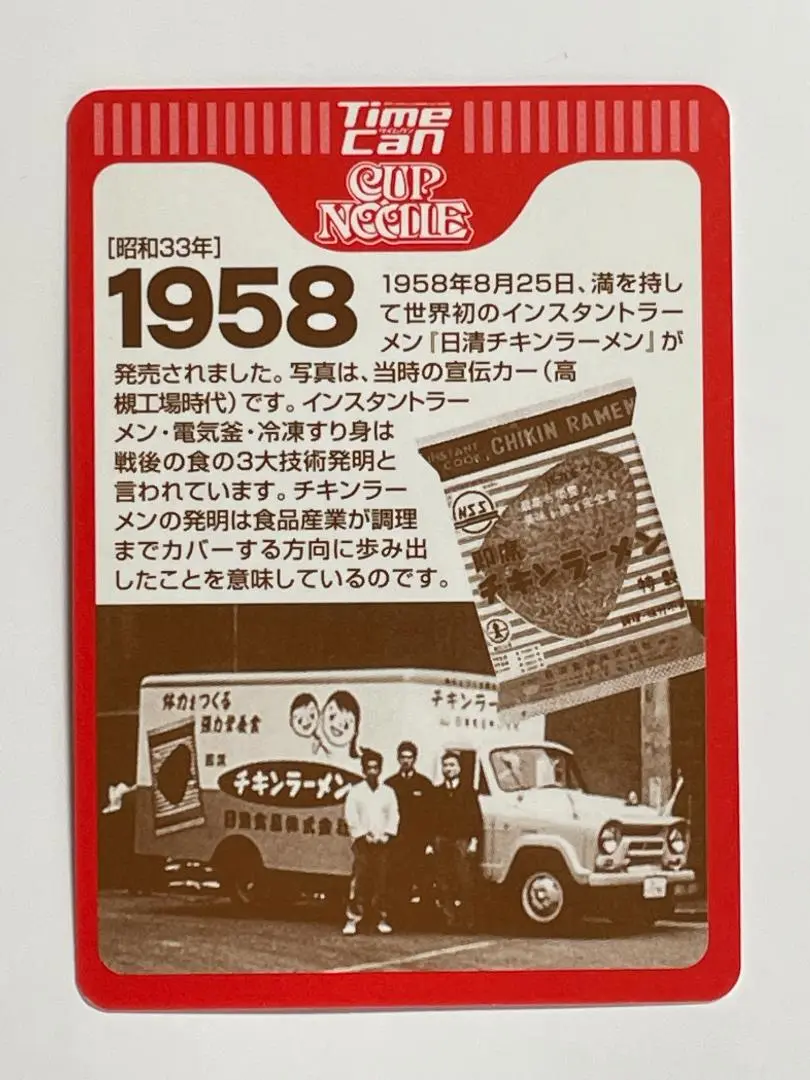 Time
タイムカン
Can
CUP
NOODLE
[昭和33年]
1958
1958年8月25日、満を持し
て世界初のインスタントラー
メン『日清チキンラーメン』が
発売されました。写真は、当時の宣伝カー(高
槻工場時代)です。インスタントラー
メン・電気釜・冷凍すり身は
戦後の食の3大技術発明と
言われています。チキンラー
メンの発明は食品産業が調理
までカバーする方向に歩み出
したことを意味しているのです。
INSTANT
COOK
CHIKIN RAMEN
NSS
即席
チキンラーメン
特製
体力をつくる
強力栄養食
チキンラー
即席
チキンラーメン
日清食品株式会社